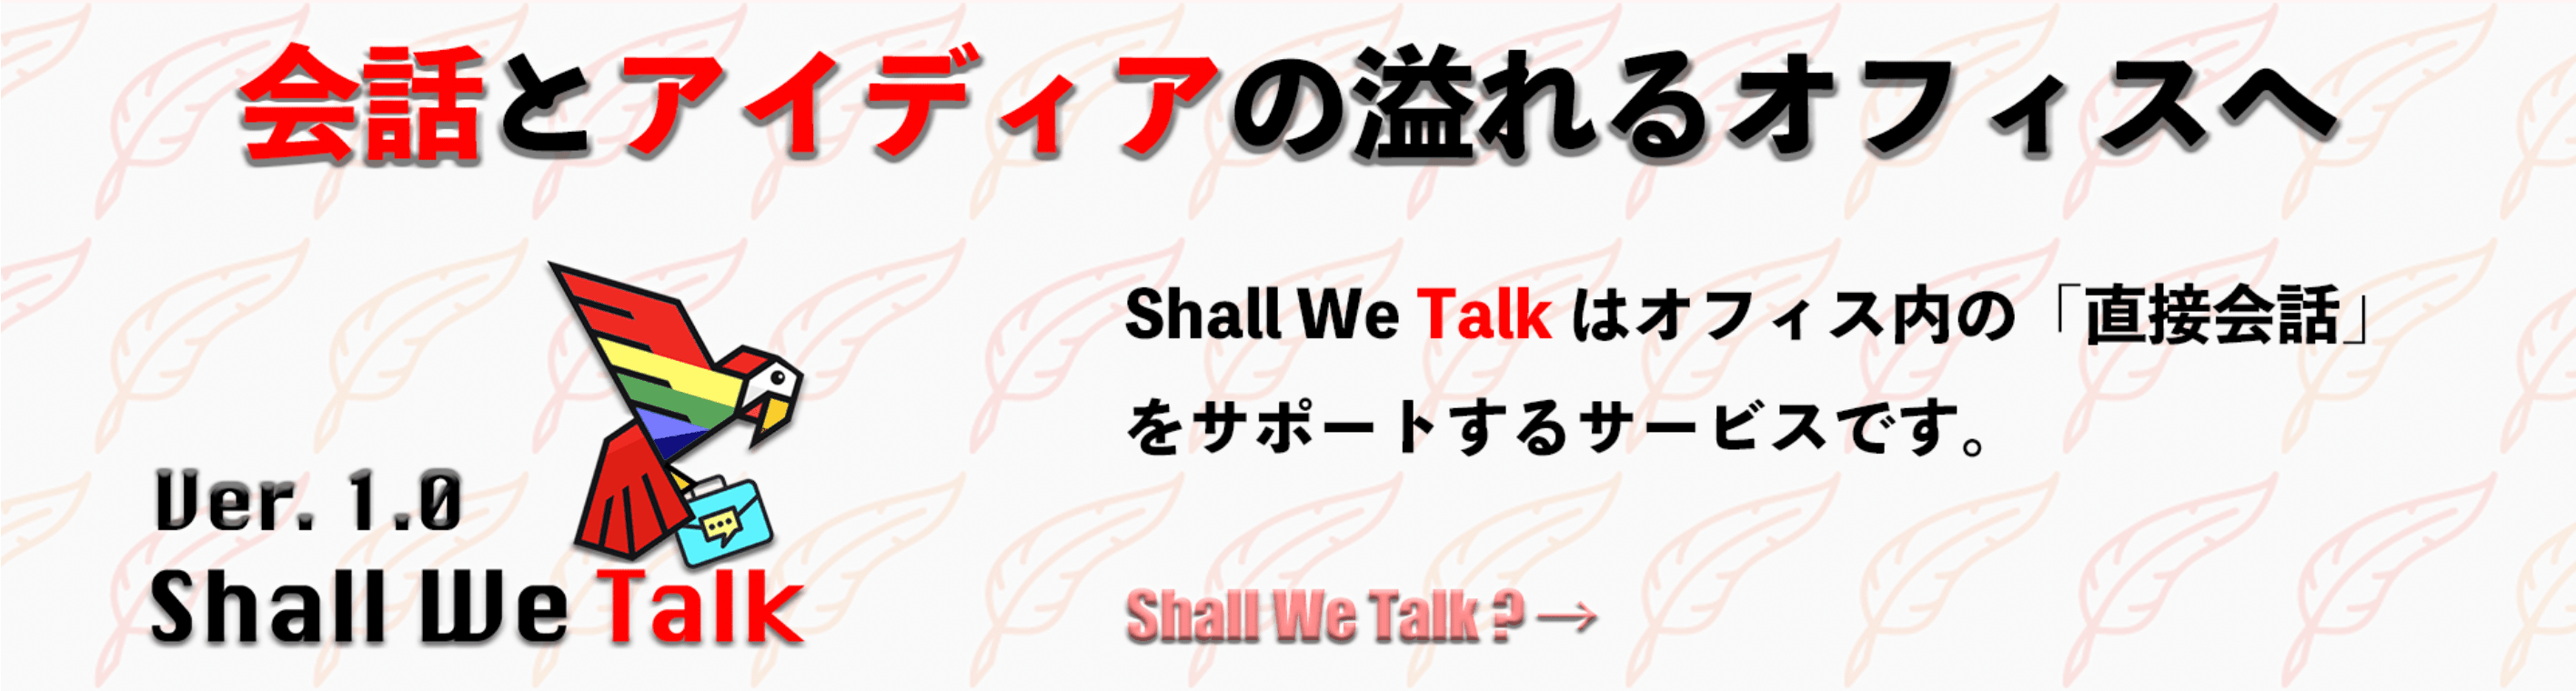 会話とアイディアの溢れるオフィスへ
Ver. 1.0
Shall We Talk
Shall We Talk はオフィス内の「直接会話」
をサポートするサービスです。
Shall We Talk ? →